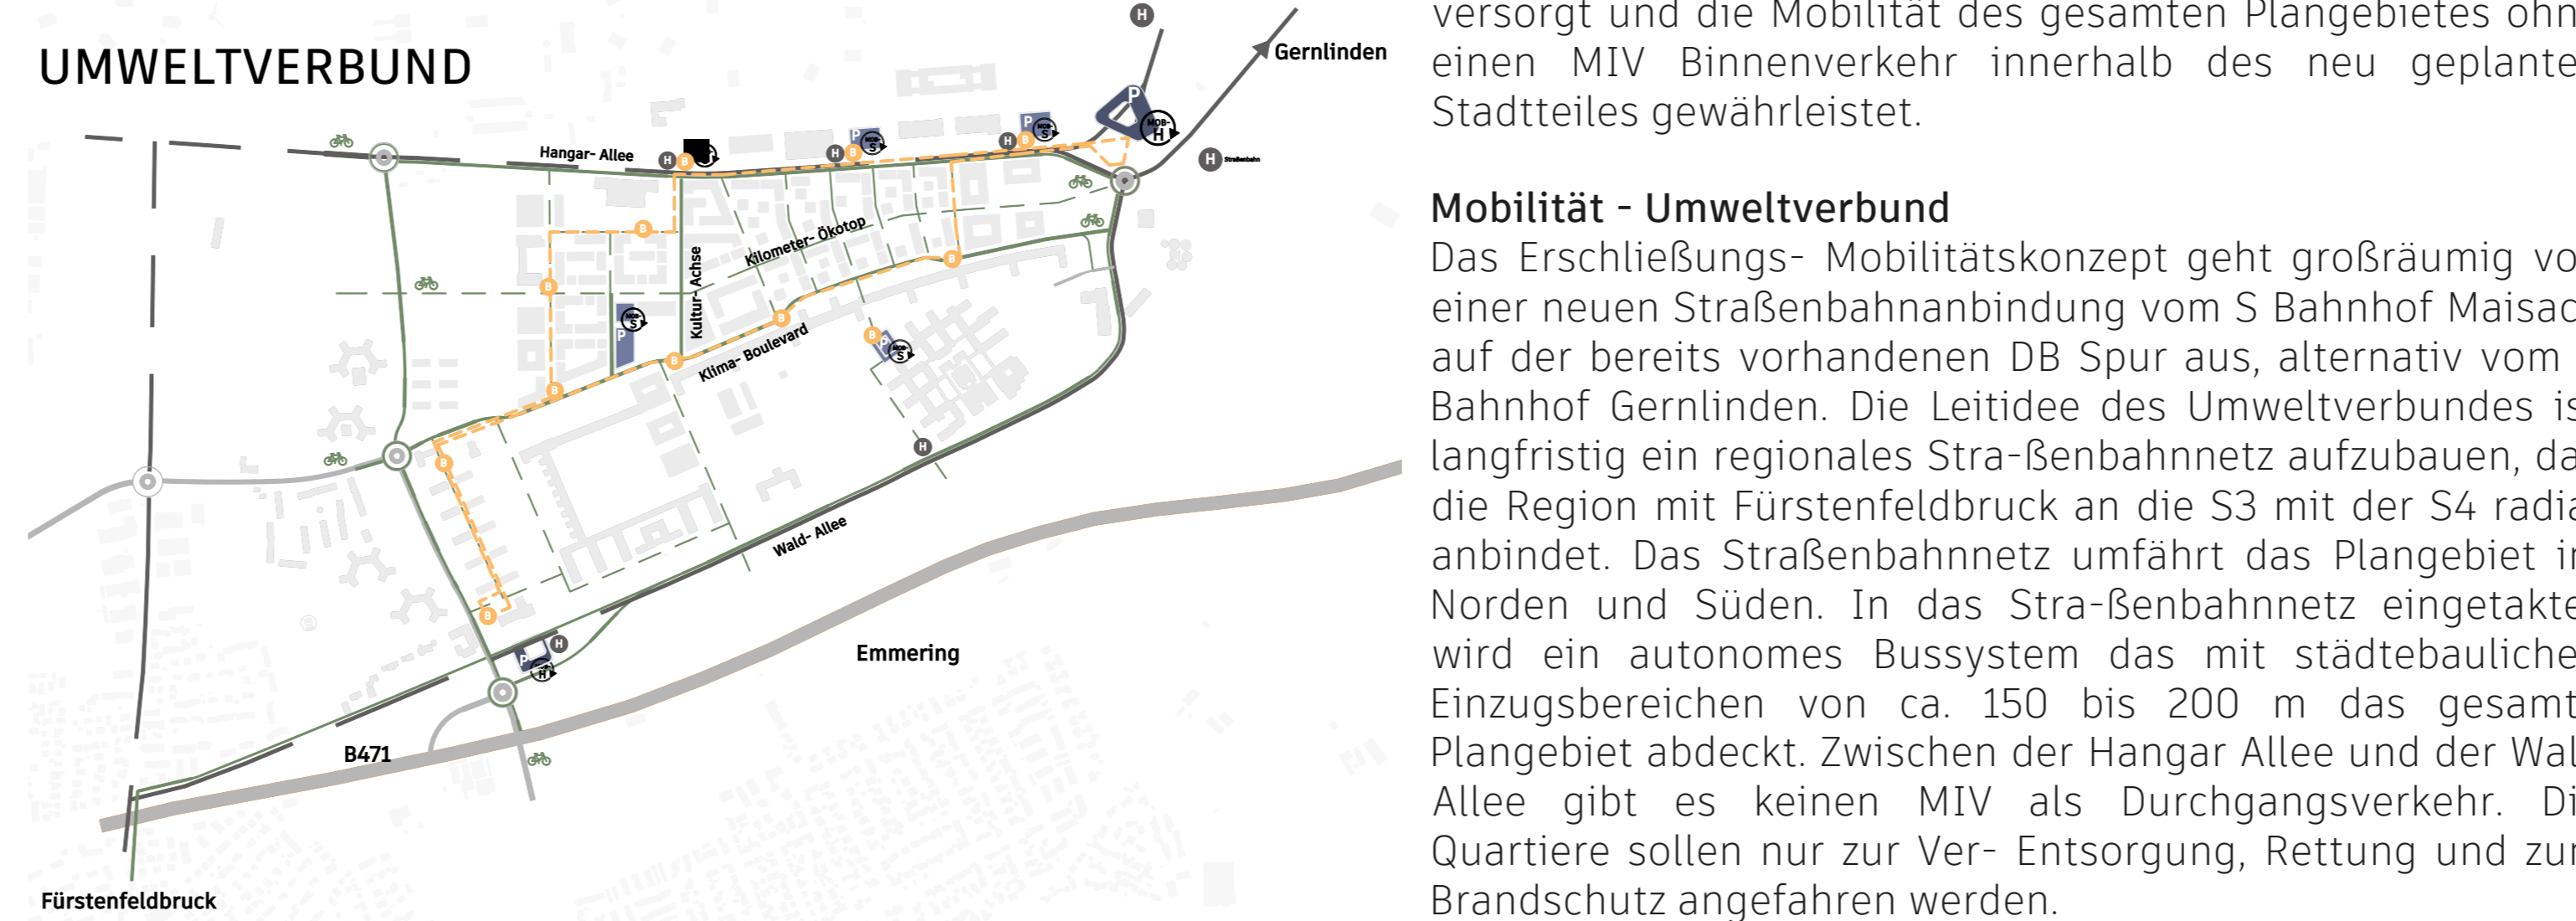 UMWELTVERBUND
Gernlinden
H
P
MOB-
H
H
Straßenbahn
Hangar- Allee
H
B
H
B
P
MOB-
S
H
B
P
MOB-
S
B
B
Kultur- Achse
Kilometer- Ökotop
B
MOB-
S
P
B
B
Klima- Boulevard
B
P
MOB-
S
B
B
H
Wald- Allee
B
H
P
H
Emmering
B471
Fürstenfeldbruck
versorgt und die Mobilität des gesamten Plangebietes ohn
einen MIV Binnenverkehr innerhalb des neu geplante
Stadtteiles gewährleistet.
Mobilität - Umweltverbund
Das Erschließungs- Mobilitätskonzept geht großräumig vo
einer neuen Straßenbahnanbindung vom S Bahnhof Maisac
auf der bereits vorhandenen DB Spur aus, alternativ vom
Bahnhof Gernlinden. Die Leitidee des Umweltverbundes is
langfristig ein regionales Stra-ßenbahnnetz aufzubauen, da
die Region mit Fürstenfeldbruck an die S3 mit der S4 radia
anbindet. Das Straßenbahnnetz umfährt das Plangebiet i
Norden und Süden. In das Stra-ßenbahnnetz eingetakte
wird ein autonomes Bussystem das mit städtebauliche
Einzugsbereichen von ca. 150 bis 200 m das gesamt
Plangebiet abdeckt. Zwischen der Hangar Allee und der Wal
Allee gibt es keinen MIV als Durchgangsverkehr. Di
Quartiere sollen nur zur Ver- Entsorgung, Rettung und zur
Brandschutz angefahren werden.